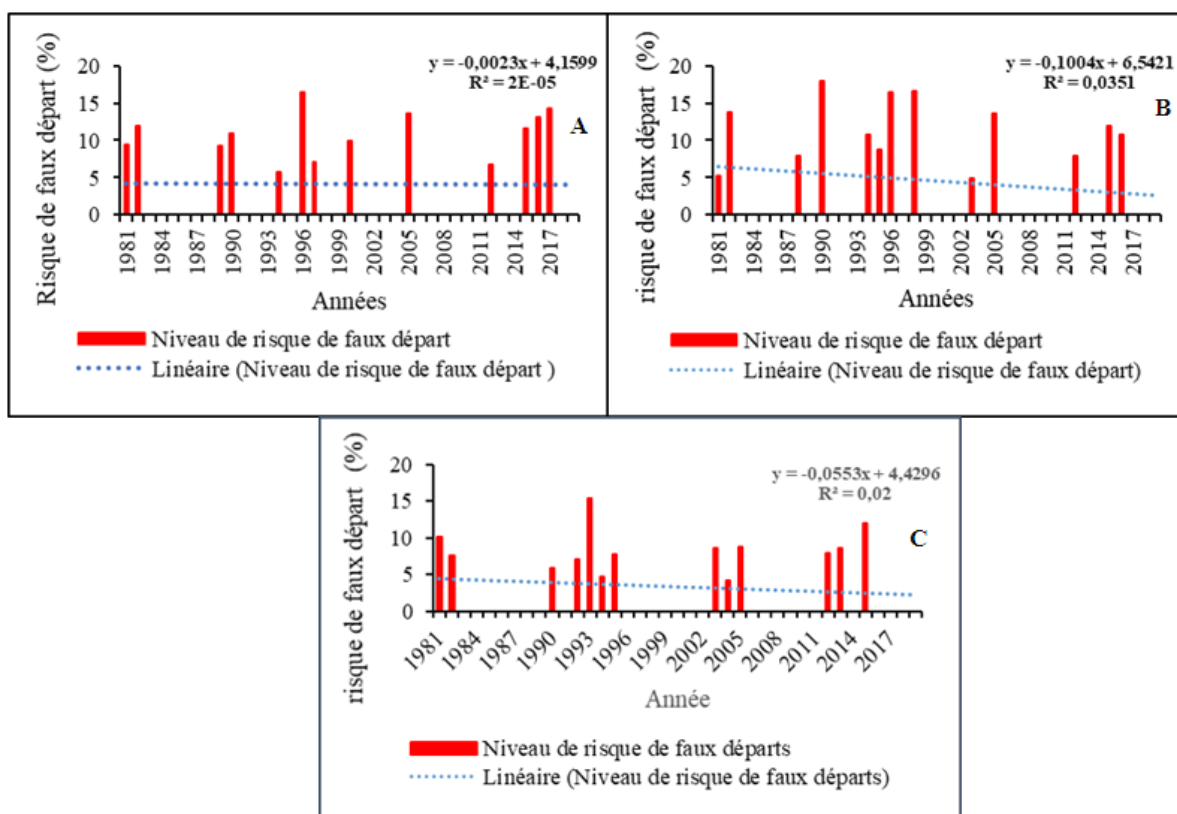 y = -0,0023x + 4,1599
R² = 2E-05
A
Risque de faux départ (%)
20
15
10
5
0
1981
1984
1987
1990
1993
1996
1999
2002
2005
2008
2011
2014
2017
Années
Niveau de risque de faux départ
Linéaire (Niveau de risque de faux départ )
y = -0,1004x + 6,5421
R² = 0,0351
B
risque de faux départ (%)
20
15
10
5
0
1981
1984
1987
1990
1993
1996
1999
2002
2005
2008
2011
2014
2017
Années
Niveau de risque de faux départ
Linéaire (Niveau de risque de faux départ)
y = -0,0553x + 4,4296
R² = 0,02
C
risque de faux départ (%)
20
15
10
5
0
1981
1984
1987
1990
1993
1996
1999
2002
2005
2008
2011
2014
2017
Année
Niveau de risque de faux départs
Linéaire (Niveau de risque de faux départs)